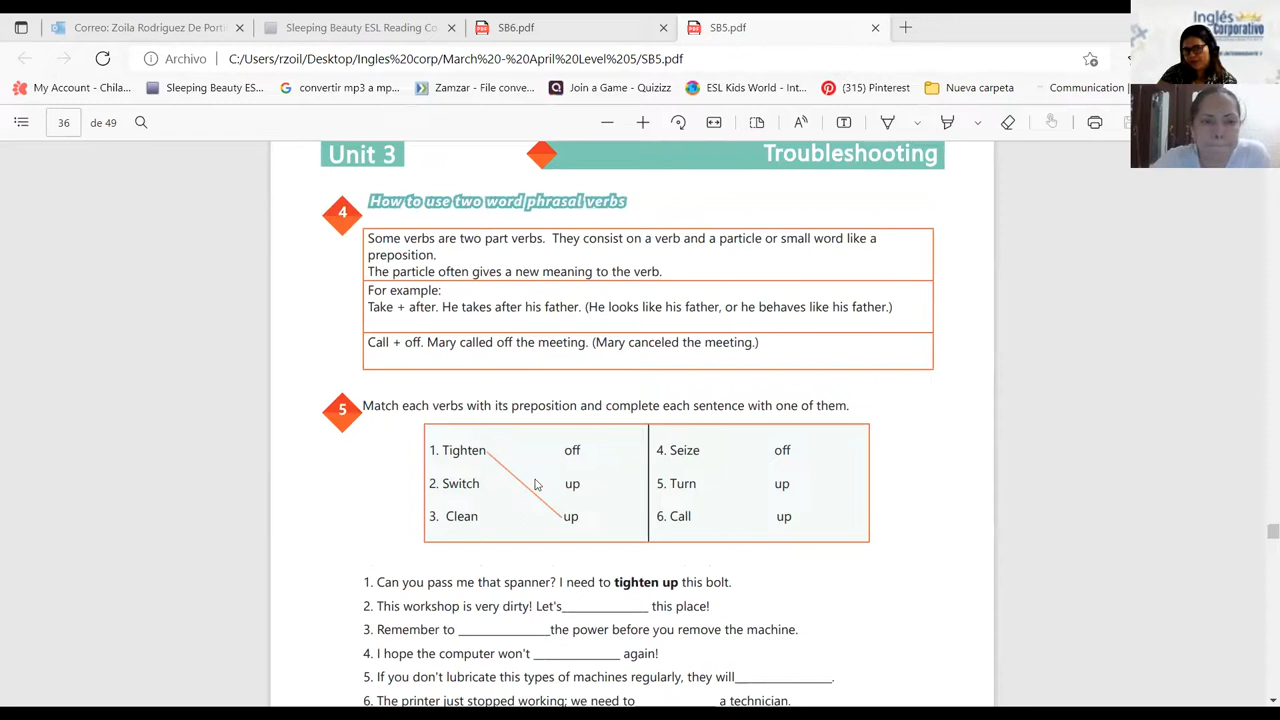 Correo: Zoila Rodriguez De Porti
Sleeping Beauty ESL Reading Co
SB6.pdf
SB5.pdf
Archivo
C:/Users/rzoil/Desktop/Ingles%20corp/March%20-%20/April%20Level%205/SB5.pdf
My Account - Chila...
Sleeping Beauty ES...
convertir mp3 a mp...
Zamzar - File conve...
Join a Game - Quizizz
ESL Kids World - Int...
(315) Pinterest
Nueva carpeta
Communication
36
de 49
Inglés
Corporativo
Unit 3
Troubleshooting
4
How to use two word phrasal verbs
Some verbs are two part verbs. They consist on a verb and a particle or small word like a
preposition.
The particle often gives a new meaning to the verb.
For example:
Take + after. He takes after his father. (He looks like his father, or he behaves like his father.)
Call + off. Mary called off the meeting. (Mary canceled the meeting.)
5
Match each verbs with its preposition and complete each sentence with one of them.
1. Tighten off
2. Switch up
3. Clean up
4. Seize off
5. Turn up
6. Call up
1. Can you pass me that spanner? I need to tighten up this bolt.
2. This workshop is very dirty! Let's______________ this place!
3. Remember to _______________the power before you remove the machine.
4. I hope the computer won't ______________ again!
5. If you don't lubricate this types of machines regularly, they will________________.
6. The printer just stopped working; we need to_____________ a technician.